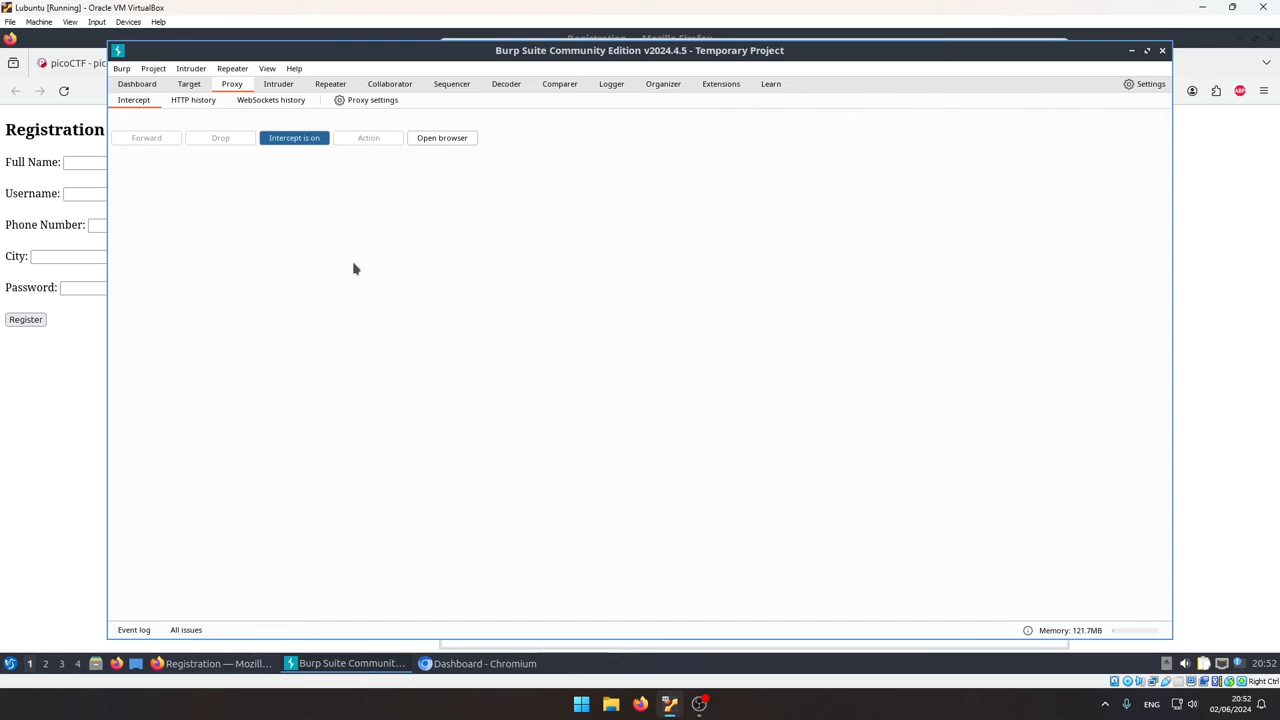 Lubuntu [Running] - Oracle VM VirtualBox
File Machine View Input Devices Help
Registration — Mozilla Firefox
Burp Suite Community Edition v2024.4.5 - Temporary Project
picoCTF - pic
Burp Project Intruder Repeater View Help
Dashboard Target Proxy Intruder Repeater Collaborator Sequencer Decoder Comparer Logger Organizer Extensions Learn Settings
ABP
Intercept HTTP history WebSockets history Proxy settings
Forward Drop Intercept is on Action Open browser
Registration
Full Name:
Username:
Phone Number:
City:
Password:
Register
Event log All issues Memory: 121.7MB
1 2 3 4 Registration — Mozill... Burp Suite Communit... Dashboard - Chromium 20:52
Right Ctrl
ENG 20:52
02/06/2024